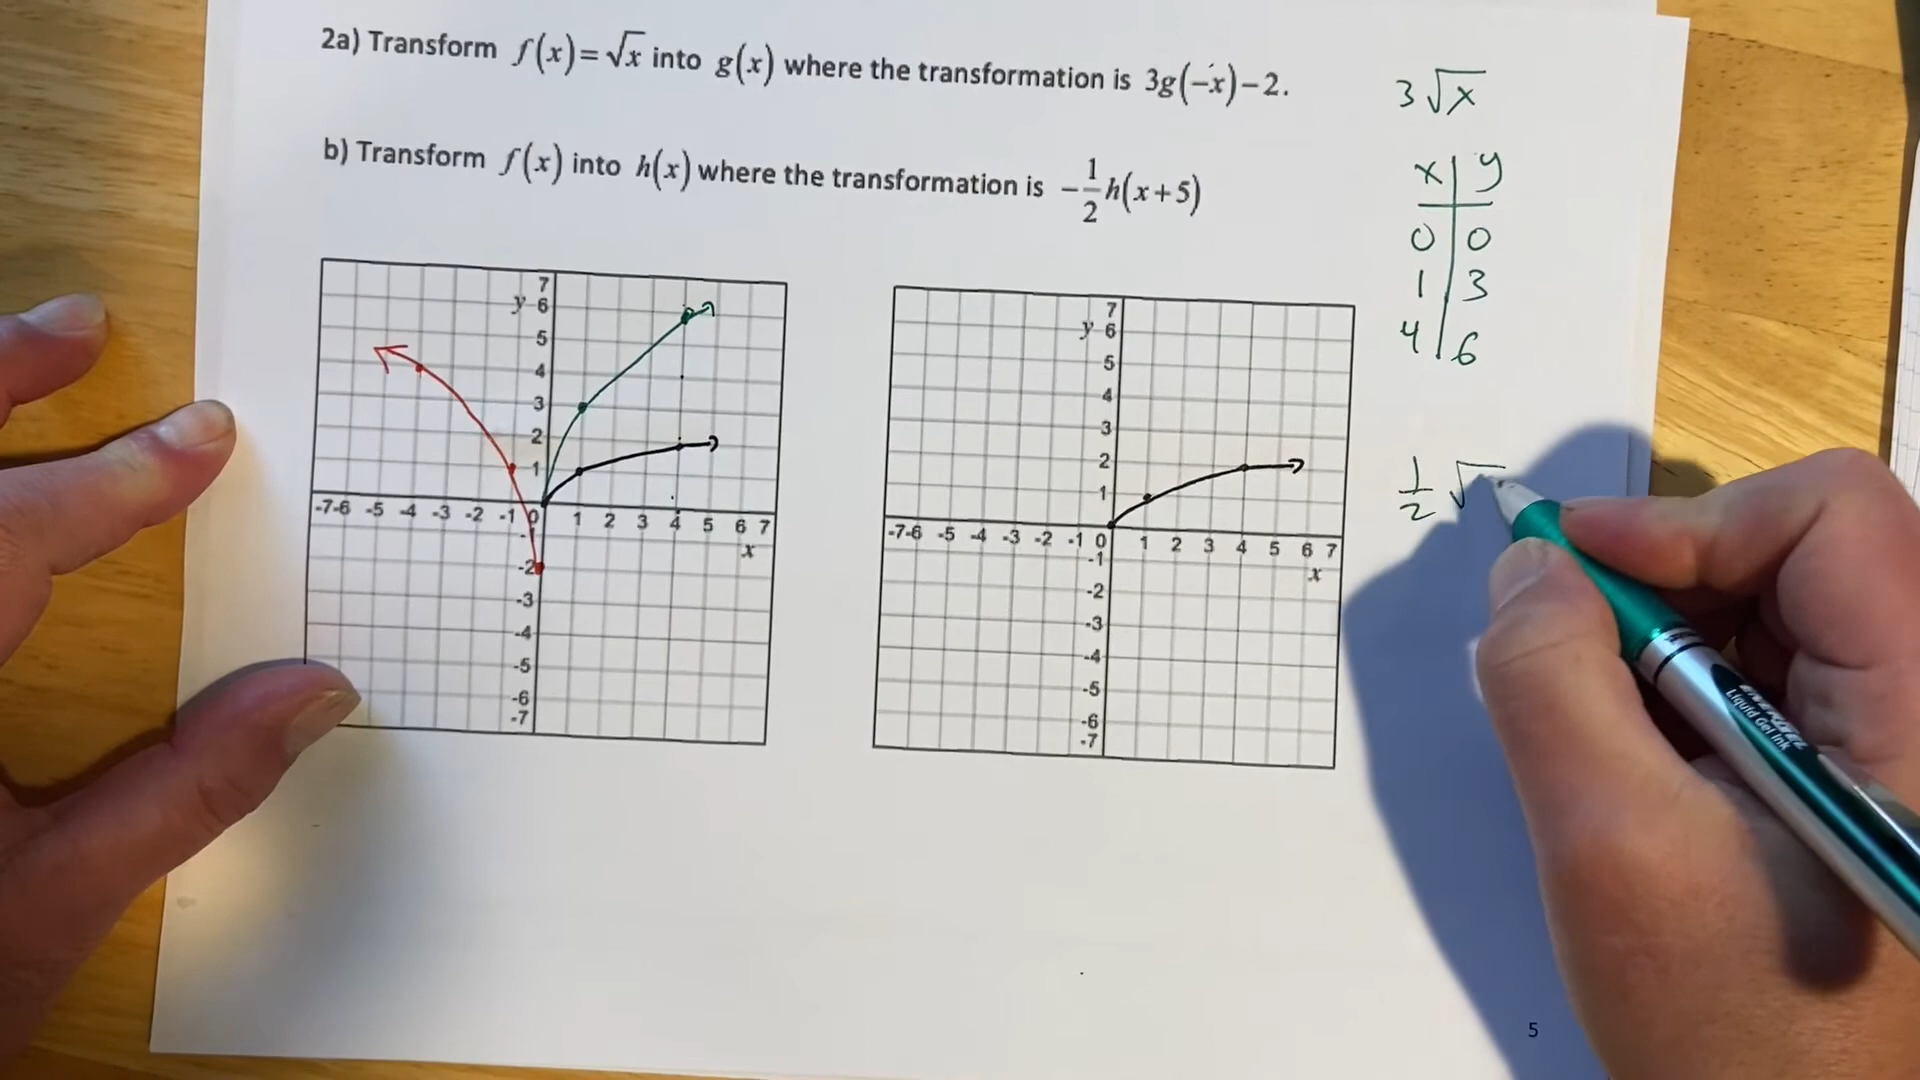 2a) Transform f(x)=√x into g(x) where the transformation is 3g(-x)-2.
b) Transform f(x) into h(x) where the transformation is -1/2 h(x+5)
3√x
x | y
0 | 0
1 | 3
4 | 6
1/2 √
7
y 6
5
4
3
2
1
-7 -6 -5 -4 -3 -2 -1 0 1 2 3 4 5 6 7
x
-2
-3
-4
-5
-6
-7
7
y 6
5
4
3
2
1
-7 -6 -5 -4 -3 -2 -1 0 1 2 3 4 5 6 7
x
-1
-2
-3
-4
-5
-6
-7
ENERGEL
Liquid Gel Ink
5